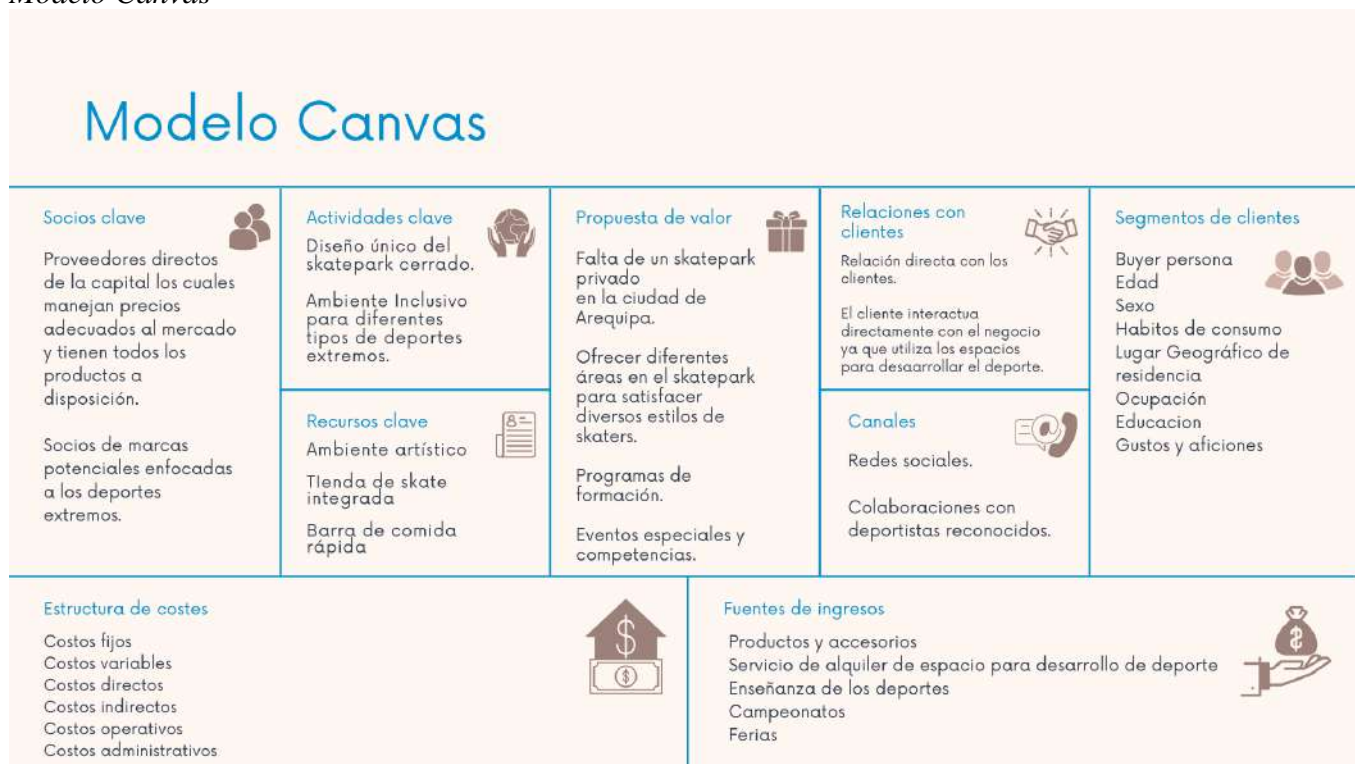 Modelo Canvas
Modelo Canvas
Socios clave
Proveedores directos
de la capital los cuales
manejan precios
adecuados al mercado
y tienen todos los
productos a
disposición.
Socios de marcas
potenciales enfocadas
a los deportes
extremos.
Actividades clave
Diseño único del
skatepark cerrado.
Ambiente Inclusivo
para diferentes
tipos de deportes
extremos.
Recursos clave
Ambiente artístico
TIenda de skate
integrada
Barra de comida
rápida
Propuesta de valor
Falta de un skatepark
privado
en la ciudad de
Arequipa.
Ofrecer diferentes
áreas en el skatepark
para satisfacer
diversos estilos de
skaters.
Programas de
formación.
Eventos especiales y
competencias.
Relaciones con
clientes
Relación directa con los
clientes.
El cliente interactua
directamente con el negocio
ya que utiliza los espacios
para desaarrollar el deporte.
Canales
Redes sociales.
Colaboraciones con
deportistas reconocidos.
Segmentos de clientes
Buyer persona
Edad
Sexo
Habitos de consumo
Lugar Geográfico de
residencia
Ocupación
Educacion
Gustos y aficiones
Estructura de costes
Costos fijos
Costos variables
Costos directos
Costos indirectos
Costos operativos
Costos administrativos
Fuentes de ingresos
Productos y accesorios
Servicio de alquiler de espacio para desarrollo de deporte
Enseñanza de los deportes
Campeonatos
Ferias